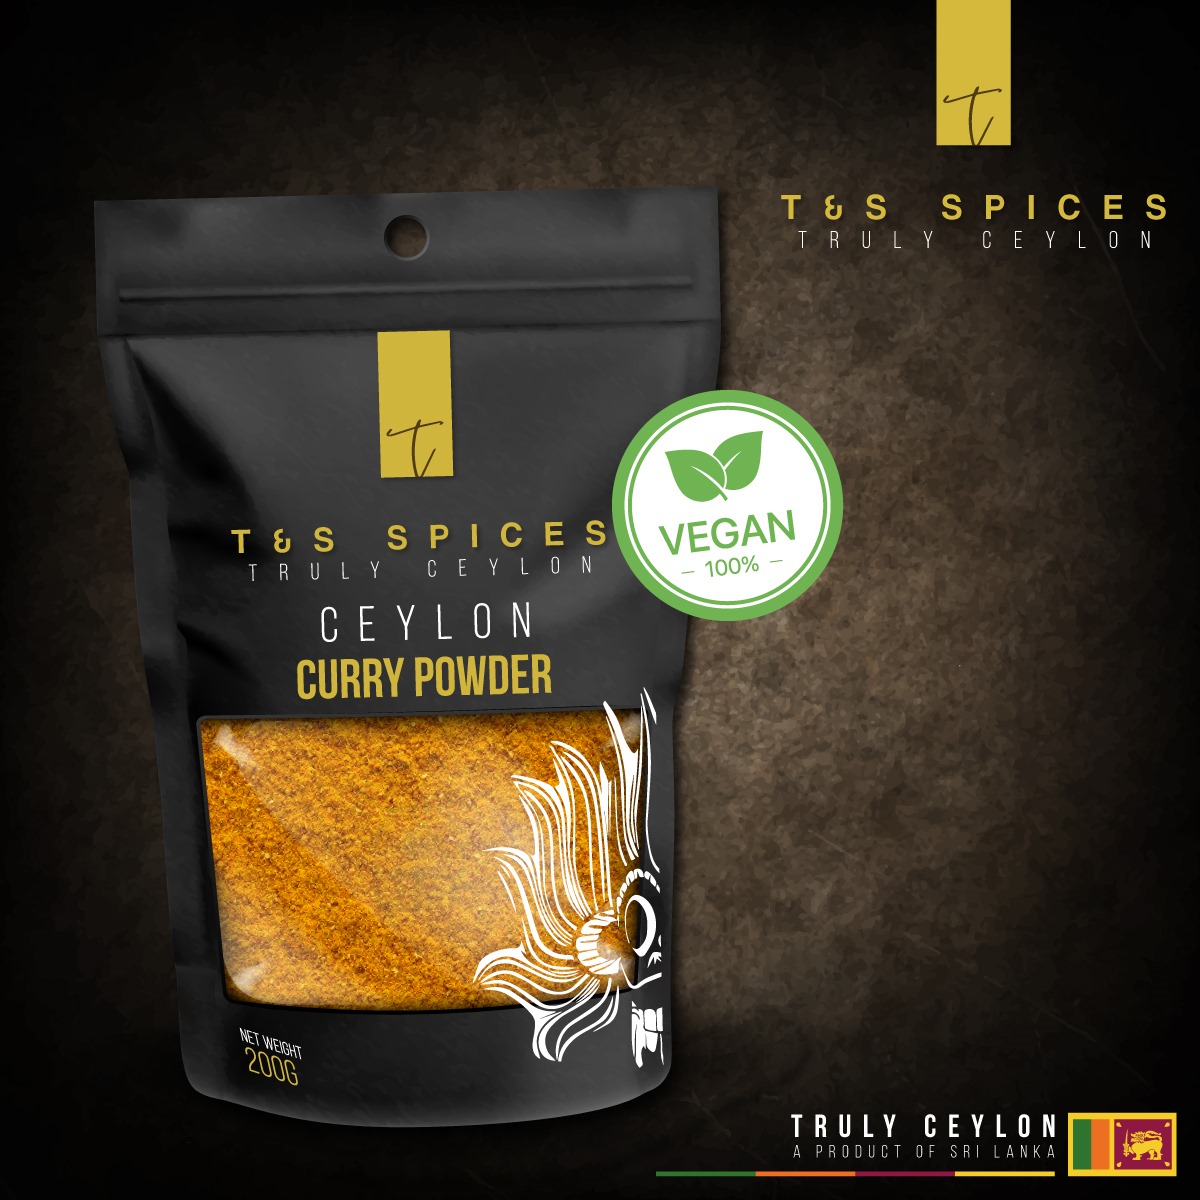 t
T & S SPICES
TRULY CEYLON
t
T & S SPICES
TRULY CEYLON
CEYLON
CURRY POWDER
VEGAN
– 100% –
NET WEIGHT
200G
TRULY CEYLON
A PRODUCT OF SRI LANKA